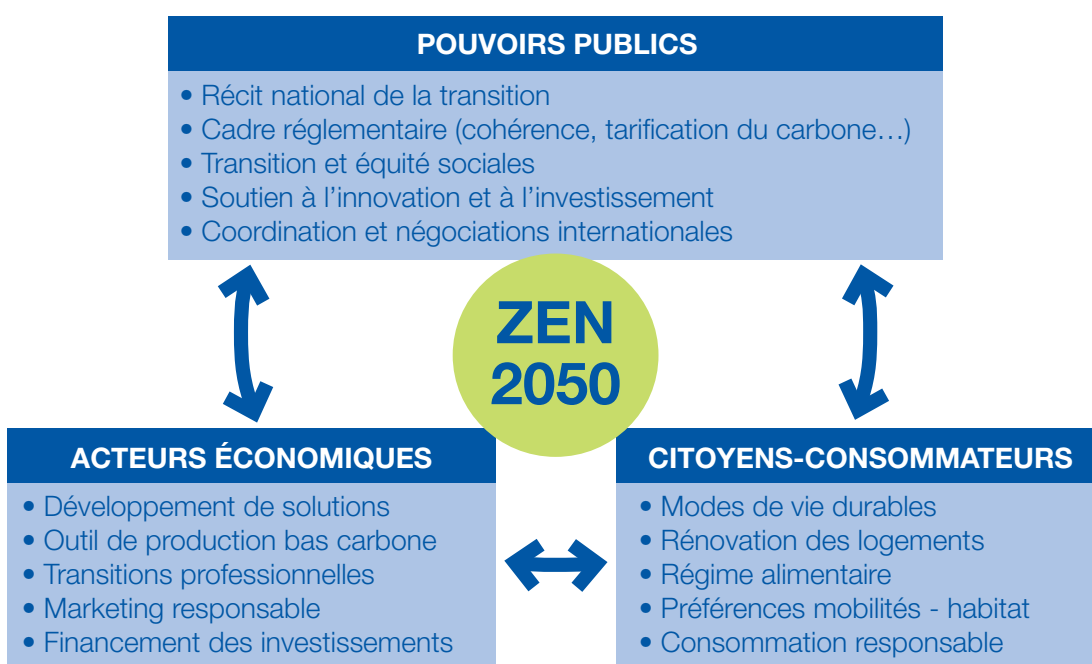 POUVOIRS PUBLICS
• Récit national de la transition
• Cadre réglementaire (cohérence, tarification du carbone…)
• Transition et équité sociales
• Soutien à l’innovation et à l’investissement
• Coordination et négociations internationales
ZEN
2050
ACTEURS ÉCONOMIQUES
• Développement de solutions
• Outil de production bas carbone
• Transitions professionnelles
• Marketing responsable
• Financement des investissements
CITOYENS-CONSOMMATEURS
• Modes de vie durables
• Rénovation des logements
• Régime alimentaire
• Préférences mobilités - habitat
• Consommation responsable